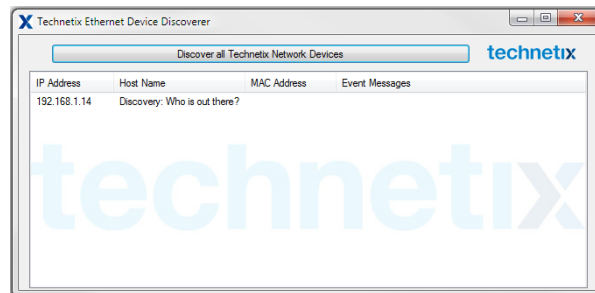 Technetix Ethernet Device Discoverer
Discover all Technetix Network Devices
technetix
IP Address Host Name MAC Address Event Messages
192.168.1.14 Discovery: Who is out there?
technetix